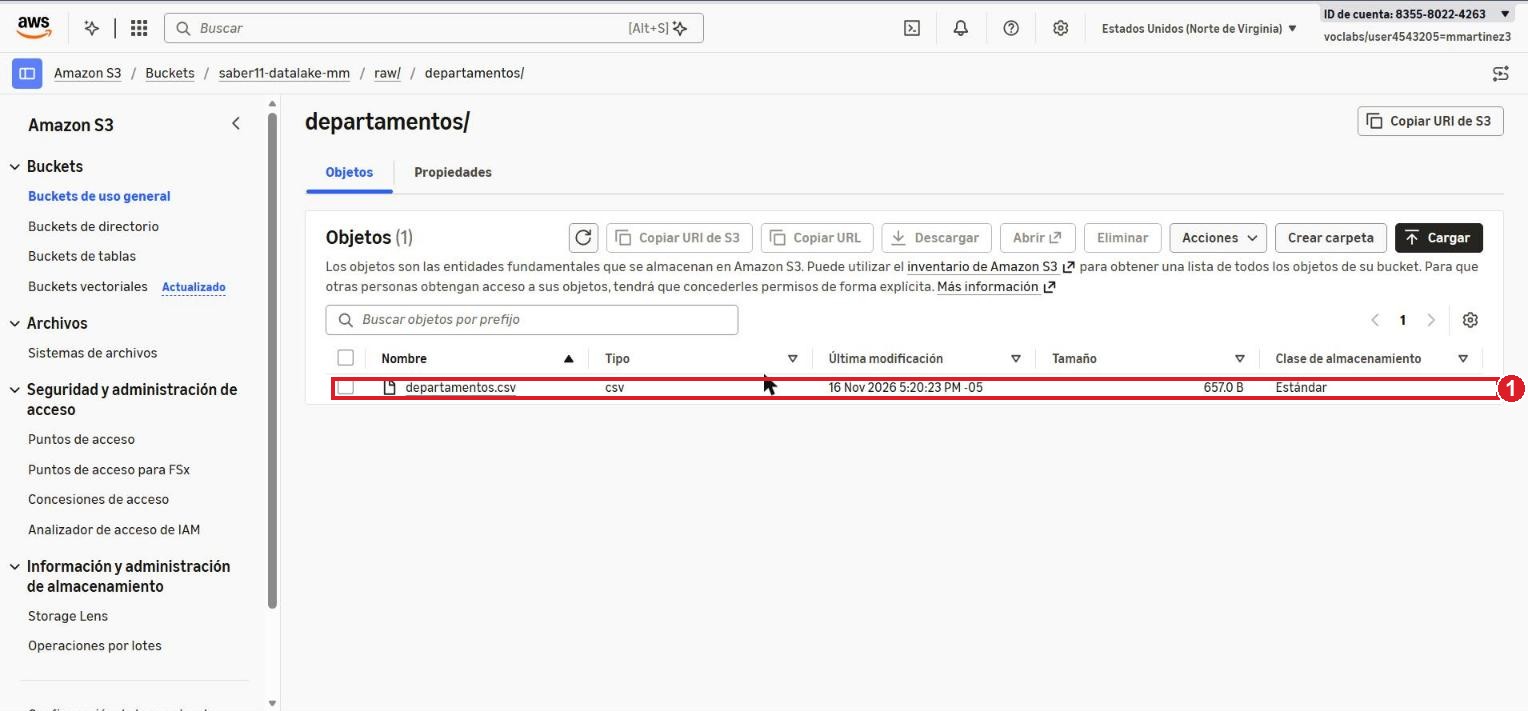 aws
Buscar [Alt+S]
Estados Unidos (Norte de Virginia)
ID de cuenta: 8355-8022-4263
voclabs/user4543205=mmartinez3
Amazon S3 / Buckets / saber11-datalake-mm / raw/ / departamentos/
Amazon S3
Buckets
Buckets de uso general
Buckets de directorio
Buckets de tablas
Buckets vectoriales Actualizado
Archivos
Sistemas de archivos
Seguridad y administración de
acceso
Puntos de acceso
Puntos de acceso para FSx
Concesiones de acceso
Analizador de acceso de IAM
Información y administración
de almacenamiento
Storage Lens
Operaciones por lotes
departamentos/
Copiar URI de S3
Objetos Propiedades
Objetos (1)
Copiar URI de S3 Copiar URL Descargar Abrir Eliminar Acciones Crear carpeta Cargar
Los objetos son las entidades fundamentales que se almacenan en Amazon S3. Puede utilizar el inventario de Amazon S3 para obtener una lista de todos los objetos de su bucket. Para que
otras personas obtengan acceso a sus objetos, tendrá que concederles permisos de forma explícita. Más información
Buscar objetos por prefijo
1
Nombre Tipo Última modificación Tamaño Clase de almacenamiento
departamentos.csv csv 16 Nov 2026 5:20:23 PM -05 657.0 B Estándar
1